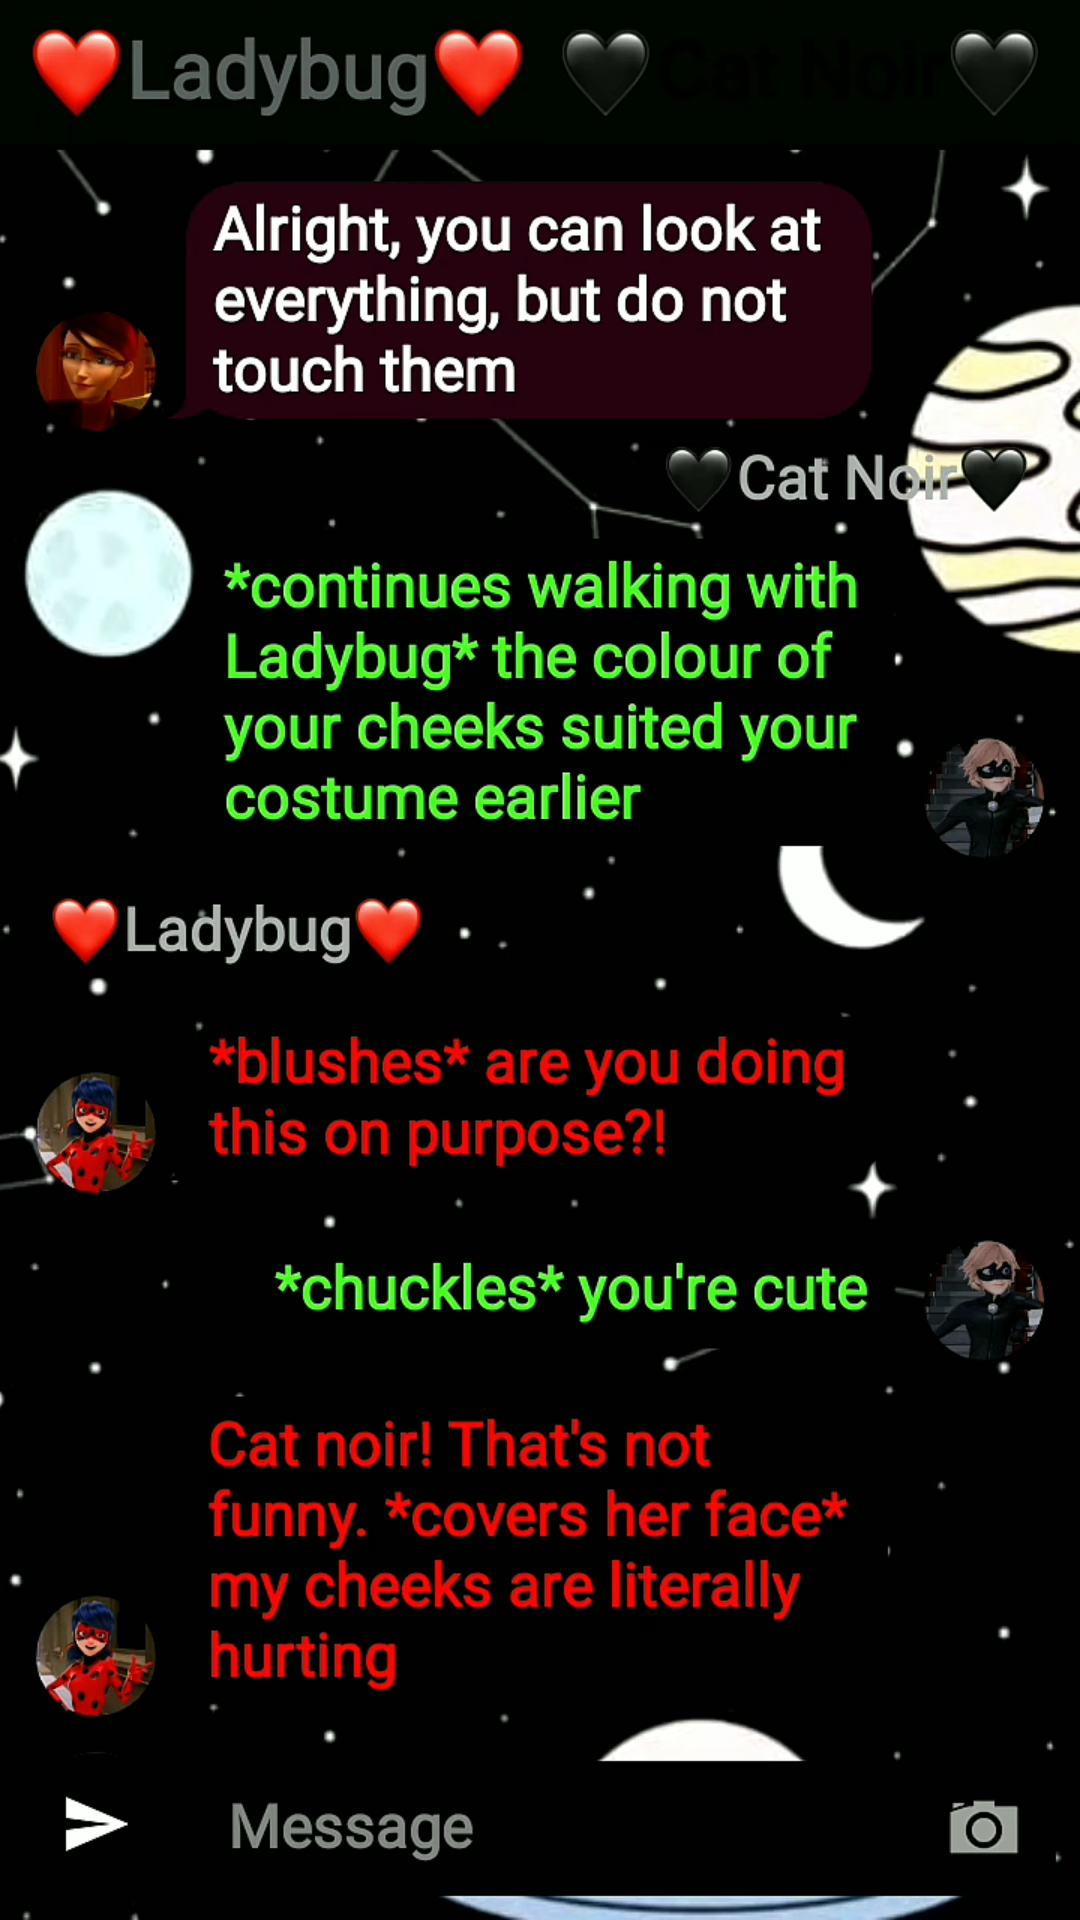 ❤️Ladybug❤️ 🖤Cat Noir🖤
Alright, you can look at
everything, but do not
touch them
🖤Cat Noir🖤
*continues walking with
Ladybug* the colour of
your cheeks suited your
costume earlier
❤️Ladybug❤️
*blushes* are you doing
this on purpose?!
*chuckles* you're cute
Cat noir! That's not
funny. *covers her face*
my cheeks are literally
hurting
Message